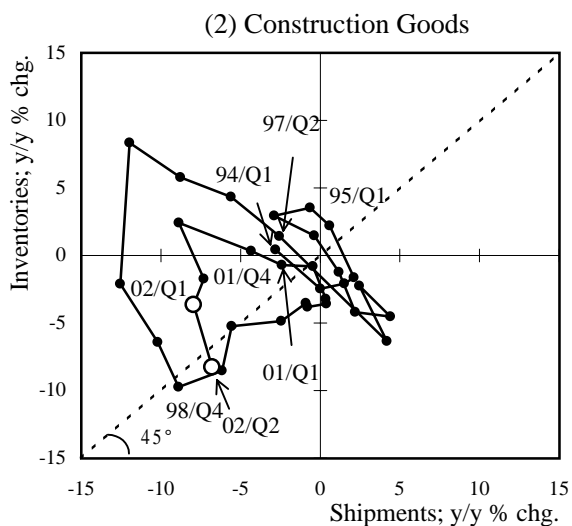 (2) Construction Goods
Inventories; y/y % chg.
15
10
5
0
-5
-10
-15
97/Q2
94/Q1
95/Q1
01/Q4
02/Q1
01/Q1
98/Q4
02/Q2
45°
-15
-10
-5
0
5
10
15
Shipments; y/y % chg.